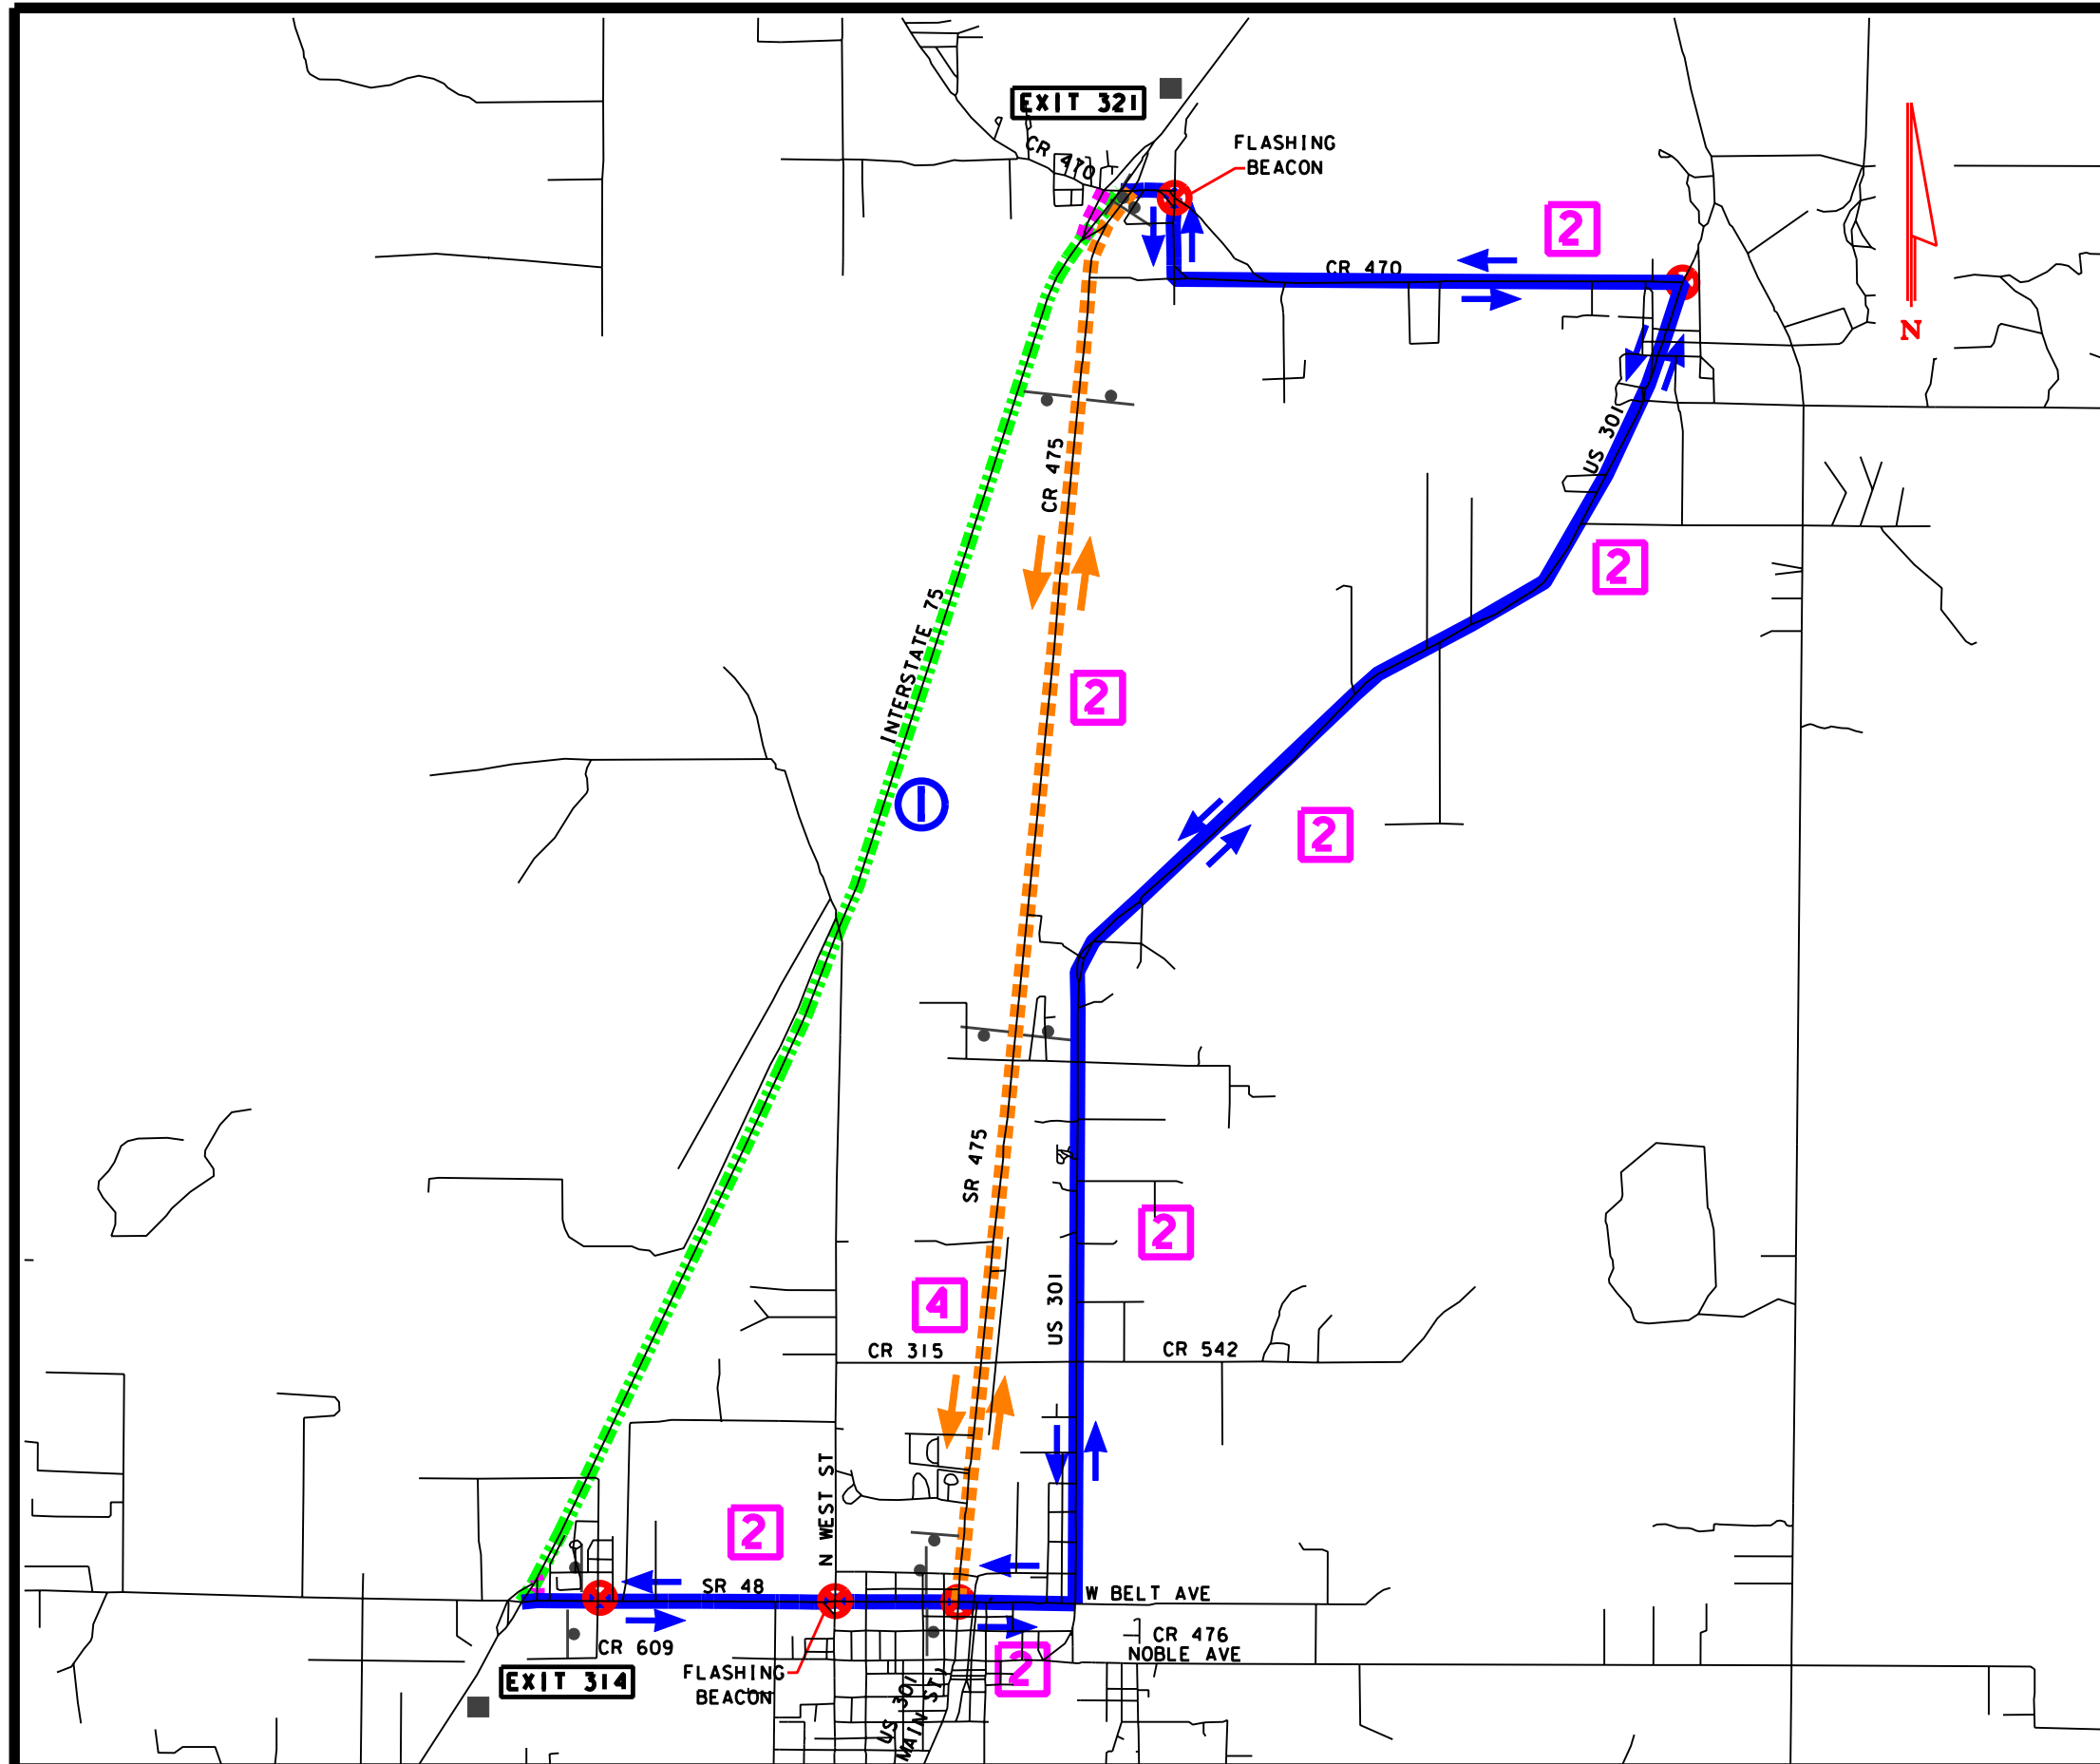 EXIT 321
FLASHING
BEACON
CR 470
2
CR 470
N
US 301
CR 475
2
INTERSTATE 75
2
1
2
SR 475
2
4
US 301
CR 315
CR 542
N WEST ST
2
SR 48
W BELT AVE
CR 476
NOBLE AVE
CR 609
FLASHING
BEACON
2
EXIT 314
US 301
MAIN ST